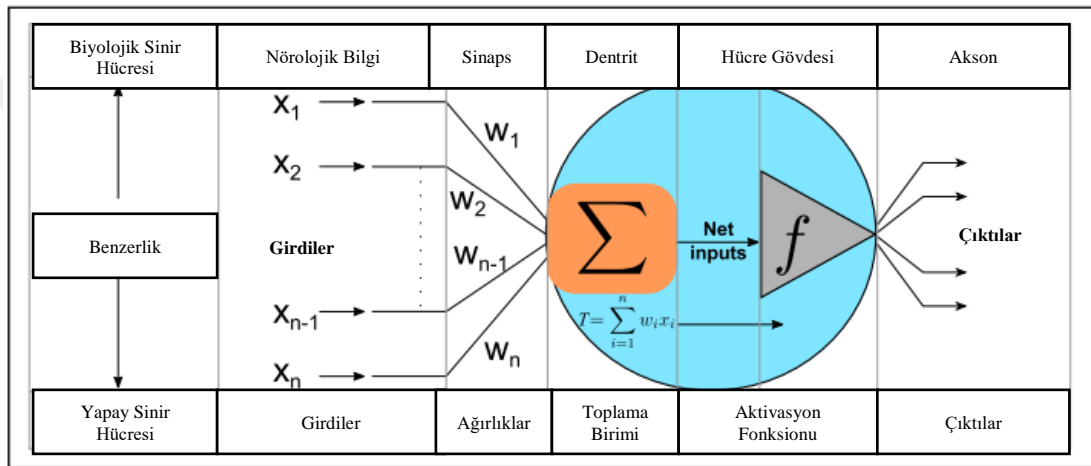 Biyolojik Sinir
Hücresi
Nörolojik Bilgi
Sinaps
Dentrit
Hücre Gövdesi
Akson
x1
x2
xn-1
xn
Girdiler
w1
w2
wn-1
wn
∑
Net
inputs
f
T=∑i=1n wixi
Çıktılar
Benzerlik
Yapay Sinir
Hücresi
Girdiler
Ağırlıklar
Toplama
Birimi
Aktivasyon
Fonksionu
Çıktılar